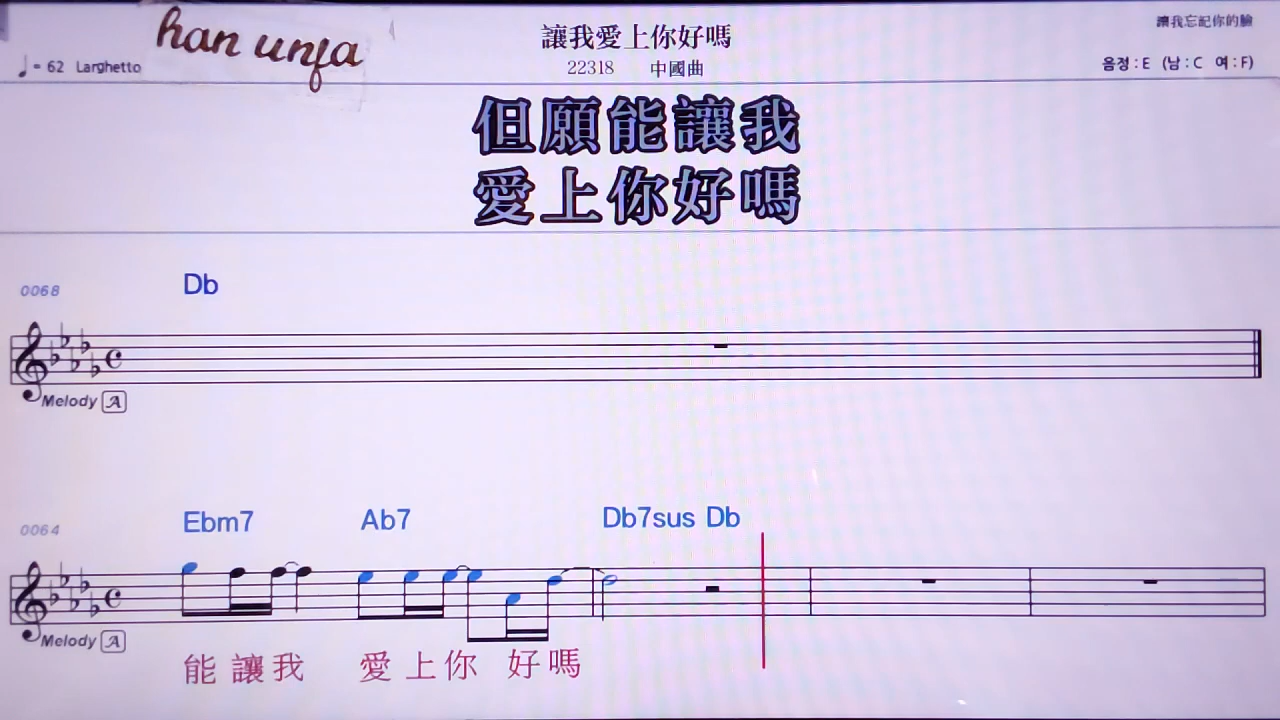 han unfa
讓我愛上你好嗎
讓我忘記你的臉
♩= 62 Larghetto
22318 中國曲
음정 : E (남 : C 여 : F)
但願能讓我
愛上你好嗎
0068
Db
Melody A
0064
Ebm7 Ab7 Db7sus Db
Melody A
能 讓 我 愛 上 你 好 嗎